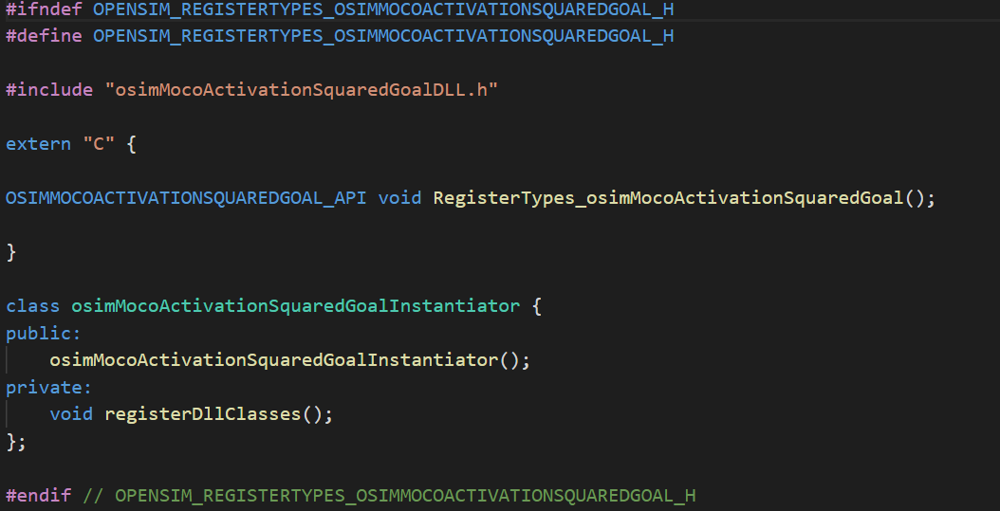 #ifndef OPENSIM_REGISTERTYPES_OSIMMOCOACTIVATIONSQUAREDGOAL_H
#define OPENSIM_REGISTERTYPES_OSIMMOCOACTIVATIONSQUAREDGOAL_H
#include "osimMocoActivationSquaredGoalDLL.h"
extern "C" {
OSIMMOCOACTIVATIONSQUAREDGOAL_API void RegisterTypes_osimMocoActivationSquaredGoal();
}
class osimMocoActivationSquaredGoalInstantiator {
public:
    osimMocoActivationSquaredGoalInstantiator();
private:
    void registerDllClasses();
};
#endif // OPENSIM_REGISTERTYPES_OSIMMOCOACTIVATIONSQUAREDGOAL_H